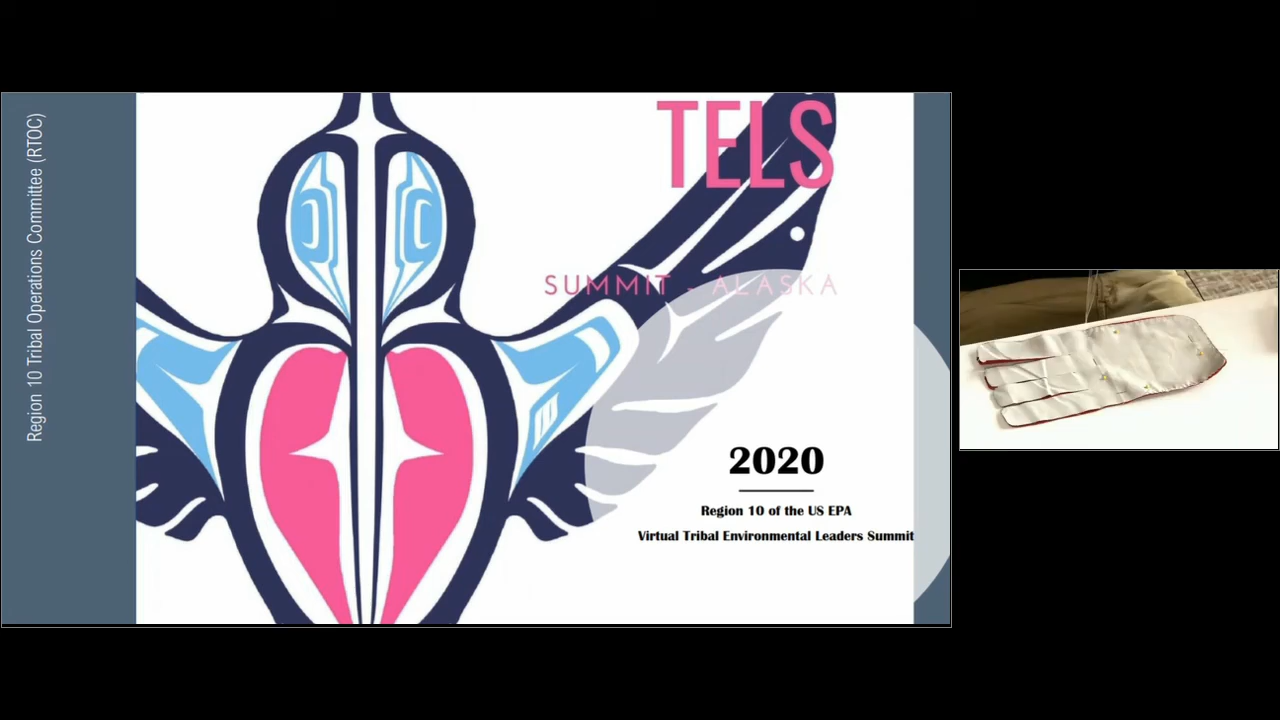 Region 10 Tribal Operations Committee (RTOC)
TELS
SUMMIT - ALASKA
2020
Region 10 of the US EPA
Virtual Tribal Environmental Leaders Summit